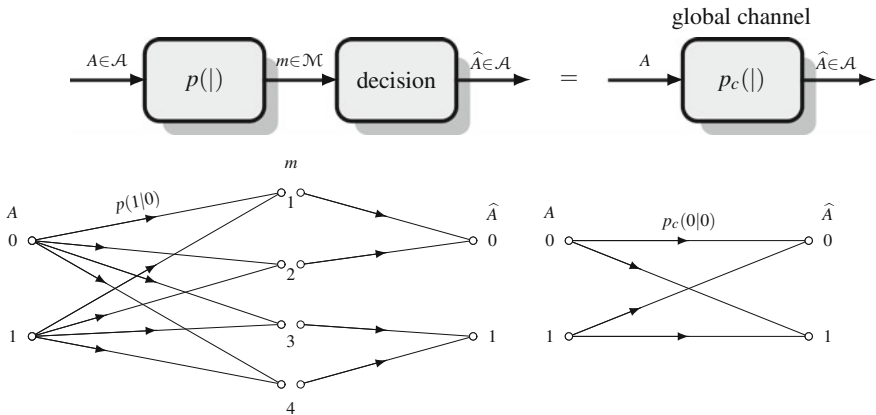 global channel
A∈𝒜 p(|) m∈ℳ decision Â∈𝒜 = A p_c(|) Â∈𝒜
m
A p(1|0) 1 Â A p_c(0|0) Â
0 0 0 0
2
1 3 1 1 1
4